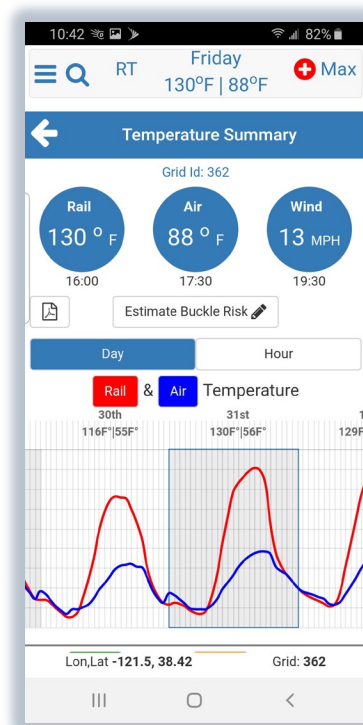 10:42 82%
RT Friday Max
130°F | 88°F
Temperature Summary
Grid Id: 362
Rail Air Wind
130 ° F 88 ° F 13 MPH
16:00 17:30 19:30
Estimate Buckle Risk
Day Hour
Rail & Air Temperature
30th 31st 1
116F°|55F° 130F°|56F° 129F
Lon,Lat -121.5, 38.42 Grid: 362